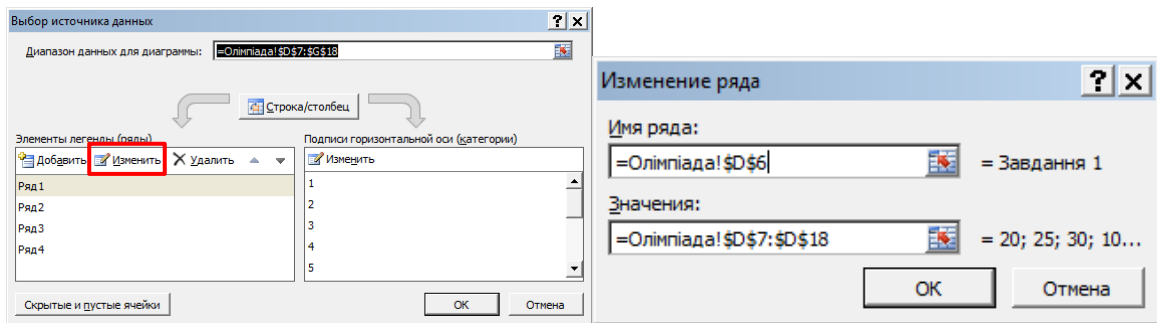 Выбор источника данных
Диапазон данных для диаграммы: =Олімпіада!$D$7:$G$18
Строка/столбец
Элементы легенды (ряды)
Добавить Изменить Удалить
Ряд1
Ряд2
Ряд3
Ряд4
Подписи горизонтальной оси (категории)
Изменить
1
2
3
4
5
Скрытые и пустые ячейки
ОК Отмена
Изменение ряда
Имя ряда:
=Олімпіада!$D$6 = Завдання 1
Значения:
=Олімпіада!$D$7:$D$18 = 20; 25; 30; 10...
ОК Отмена